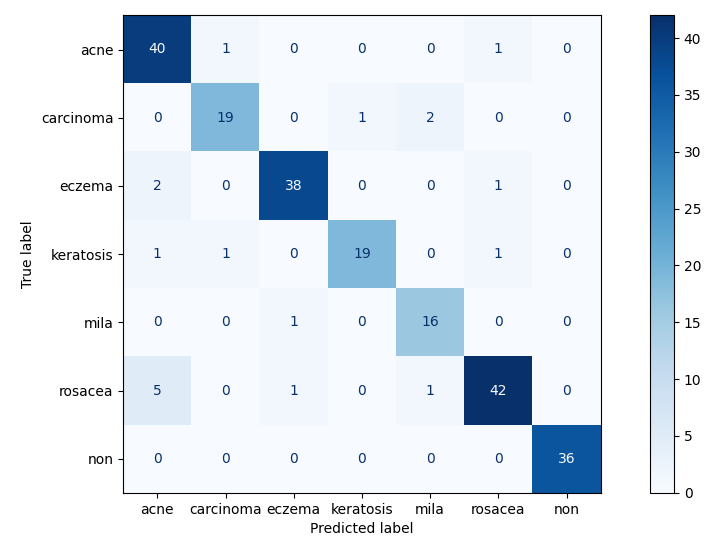 acne 40 1 0 0 0 1 0
carcinoma 0 19 0 1 2 0 0
eczema 2 0 38 0 0 1 0
keratosis 1 1 0 19 0 1 0
mila 0 0 1 0 16 0 0
rosacea 5 0 1 0 1 42 0
non 0 0 0 0 0 0 36
acne carcinoma eczema keratosis mila rosacea non
Predicted label
True label
40
35
30
25
20
15
10
5
0